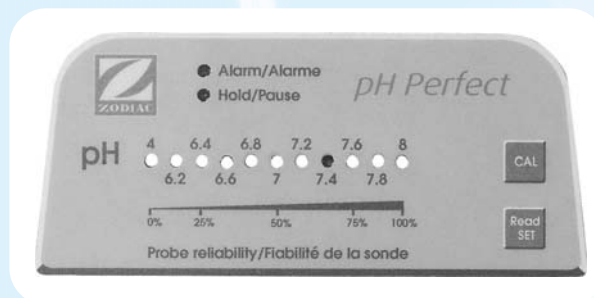 ZODIAC
Alarm/Alarme
Hold/Pause
pH Perfect
pH
4 6.4 6.8 7.2 7.6 8
6.2 6.6 7 7.4 7.8
CAL
0% 25% 50% 75% 100%
Read
SET
Probe reliability/Fiabilité de la sonde